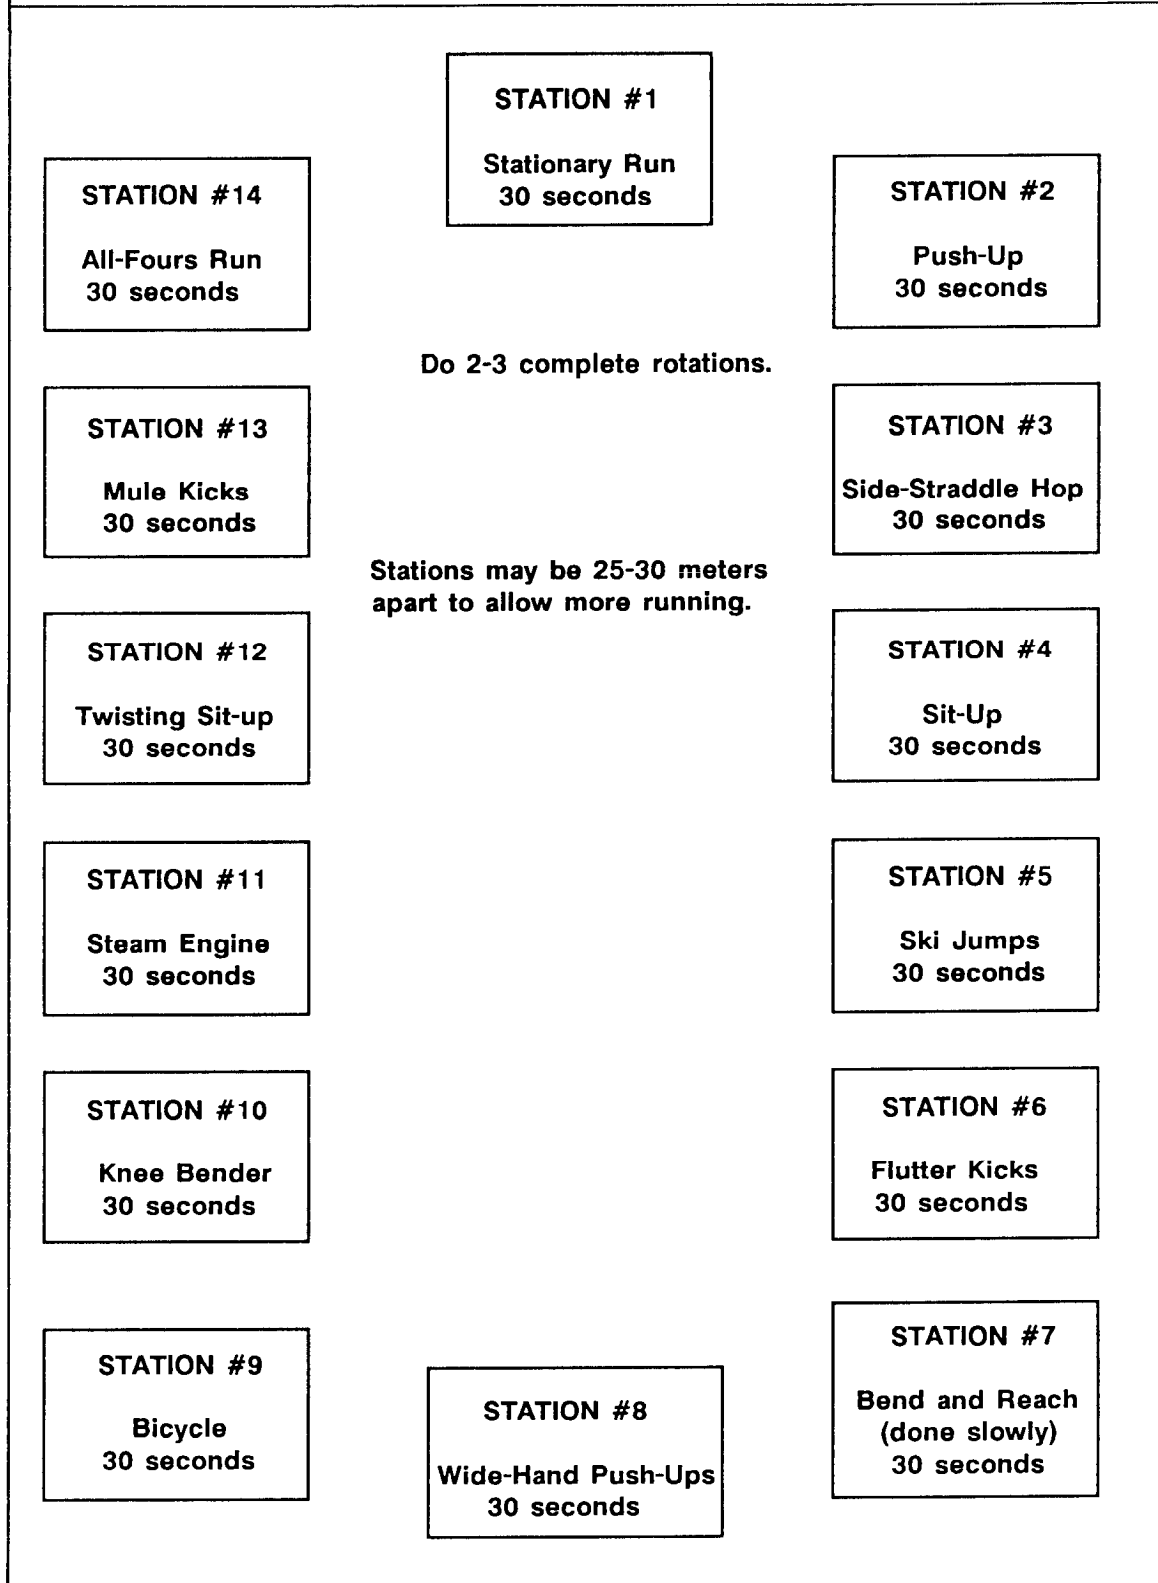 STATION #1
Stationary Run
30 seconds
STATION #2
Push-Up
30 seconds
STATION #3
Side-Straddle Hop
30 seconds
STATION #4
Sit-Up
30 seconds
STATION #5
Ski Jumps
30 seconds
STATION #6
Flutter Kicks
30 seconds
STATION #7
Bend and Reach
(done slowly)
30 seconds
STATION #8
Wide-Hand Push-Ups
30 seconds
STATION #9
Bicycle
30 seconds
STATION #10
Knee Bender
30 seconds
STATION #11
Steam Engine
30 seconds
STATION #12
Twisting Sit-up
30 seconds
STATION #13
Mule Kicks
30 seconds
STATION #14
All-Fours Run
30 seconds
Do 2-3 complete rotations.
Stations may be 25-30 meters
apart to allow more running.